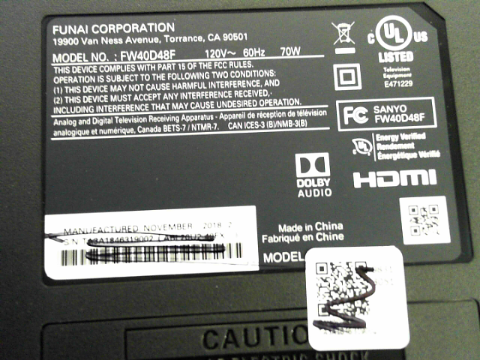 FUNAI CORPORATION
19900 Van Ness Avenue, Torrance, CA 90501
MODEL NO. : FW40D48F 120V~ 60Hz 70W
THIS DEVICE COMPLIES WITH PART 15 OF THE FCC RULES.
OPERATION IS SUBJECT TO THE FOLLOWING TWO CONDITIONS:
(1) THIS DEVICE MAY NOT CAUSE HARMFUL INTERFERENCE, AND
(2) THIS DEVICE MUST ACCEPT ANY INTERFERENCE RECEIVED,
INCLUDING INTERFERENCE THAT MAY CAUSE UNDESIRED OPERATION.
Analog and Digital Television Receiving Apparatus - Appareil de réception de télévision
analogique et numérique, Canada BETS-7 / NTMR-7. CAN ICES-3 (B)/NMB-3(B)
C UL US
LISTED
Television
Equipment
E471229
FC SANYO
FW40D48F
UL Energy Verified
Rendement
Énergétique Vérifié
DOLBY
AUDIO
HDMI
MANUFACTURED NOVEMBER 2018
Made in China
Fabriqué en Chine
MODEL
CAUTIO